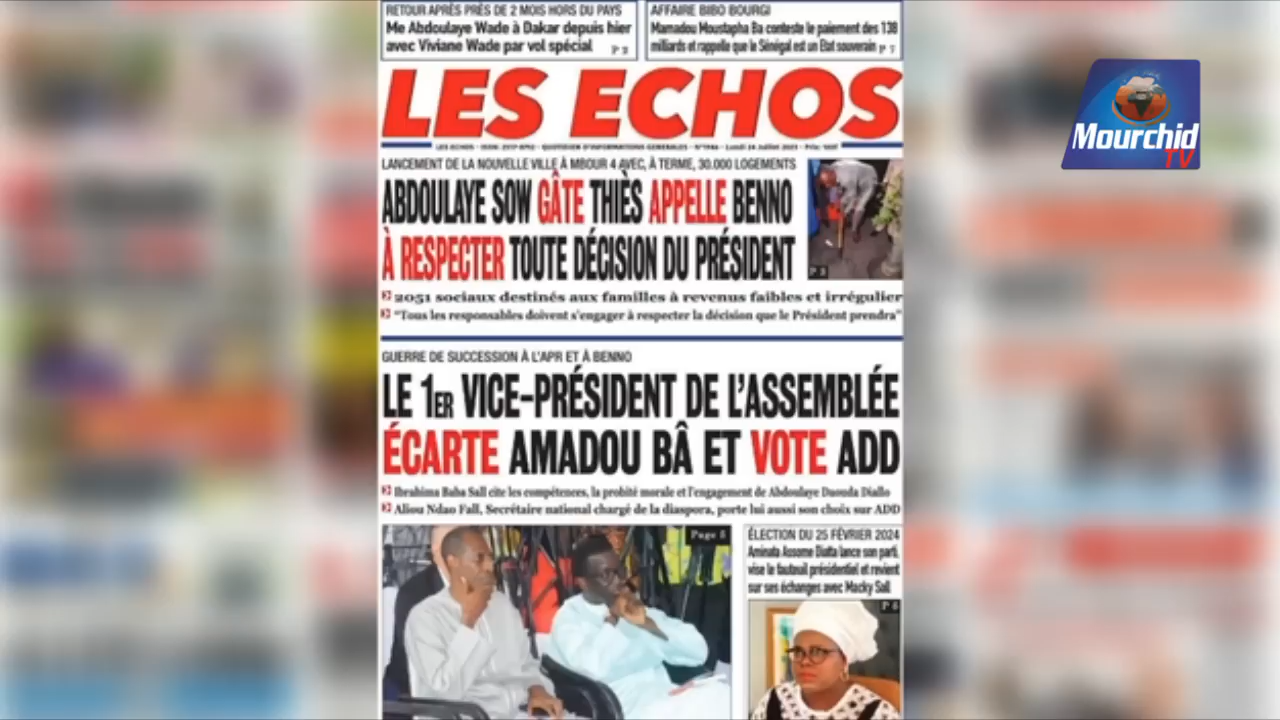 RETOUR APRÈS PRÈS DE 2 MOIS HORS DU PAYS
Me Abdoulaye Wade à Dakar depuis hier
avec Viviane Wade par vol spécial P 2
AFFAIRE BIBO BOURGI
Mamadou Moustapha Ba conteste le paiement des 138
milliards et rappelle que le Sénégal est un Etat souverain P 7
Mourchid
TV
LES ECHOS
LANCEMENT DE LA NOUVELLE VILLE À MBOUR 4 AVEC, À TERME, 30.000 LOGEMENTS
ABDOULAYE SOW GÂTE THIÈS APPELLE BENNO
À RESPECTER TOUTE DÉCISION DU PRÉSIDENT
P 3
2051 sociaux destinés aux familles à revenus faibles et irrégulier
"Tous les responsables doivent s'engager à respecter la décision que le Président prendra"
GUERRE DE SUCCESSION À L'APR ET À BENNO
LE 1ER VICE-PRÉSIDENT DE L'ASSEMBLÉE
ÉCARTE AMADOU BÂ ET VOTE ADD
Ibrahima Baba Sall cite les compétences, la probité morale et l'engagement de Abdoulaye Daouda Diallo
Aliou Ndao Fall, Secrétaire national chargé de la diaspora, porte lui aussi son choix sur ADD
Page 5
ÉLECTION DU 25 FÉVRIER 2024
Aminata Assome Diatta lance son parti,
vise le fauteuil présidentiel et revient
sur ses échanges avec Macky Sall
P 6